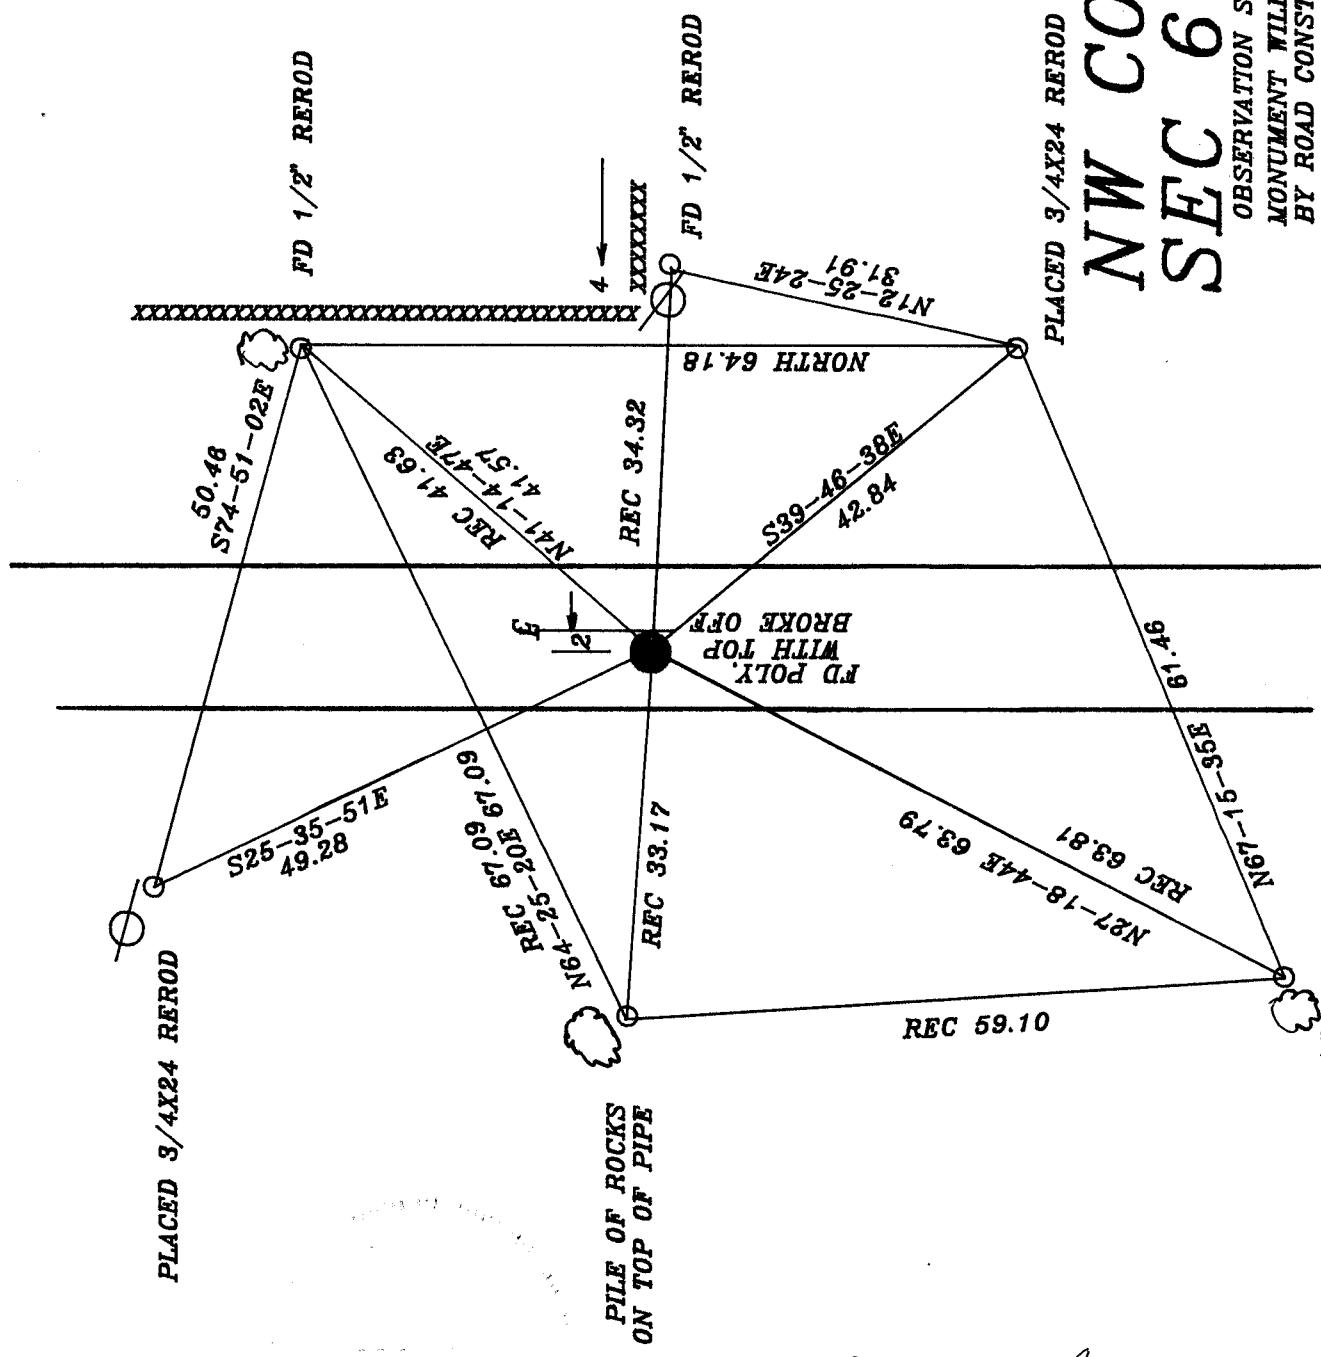 FD 1/2" REROD
FD 1/2" REROD
PLACED 3/4X24 REROD
NW CO
SEC 6
OBSERVATION S
MONUMENT WILL
BY ROAD CONST
XXXXXXXXXXXXXXXXXXXXXXXXXXXXXXXXXXX
4
XXXXXXXX
50.46
S74-51-02E
REC 41.63
N41-14-47E
41.57
REC 34.32
NORTH 64.18
N12-25-24E
31.91
S39-46-38E
42.84
2
FD POLY.
WITH TOP
BROKE OFF
S25-35-51E
49.28
REC 67.09
N64-25-20E 67.09
REC 33.17
N27-18-44E 63.79
REC 63.81
N67-15-35E 61.46
REC 59.10
PLACED 3/4X24 REROD
PILE OF ROCKS
ON TOP OF PIPE